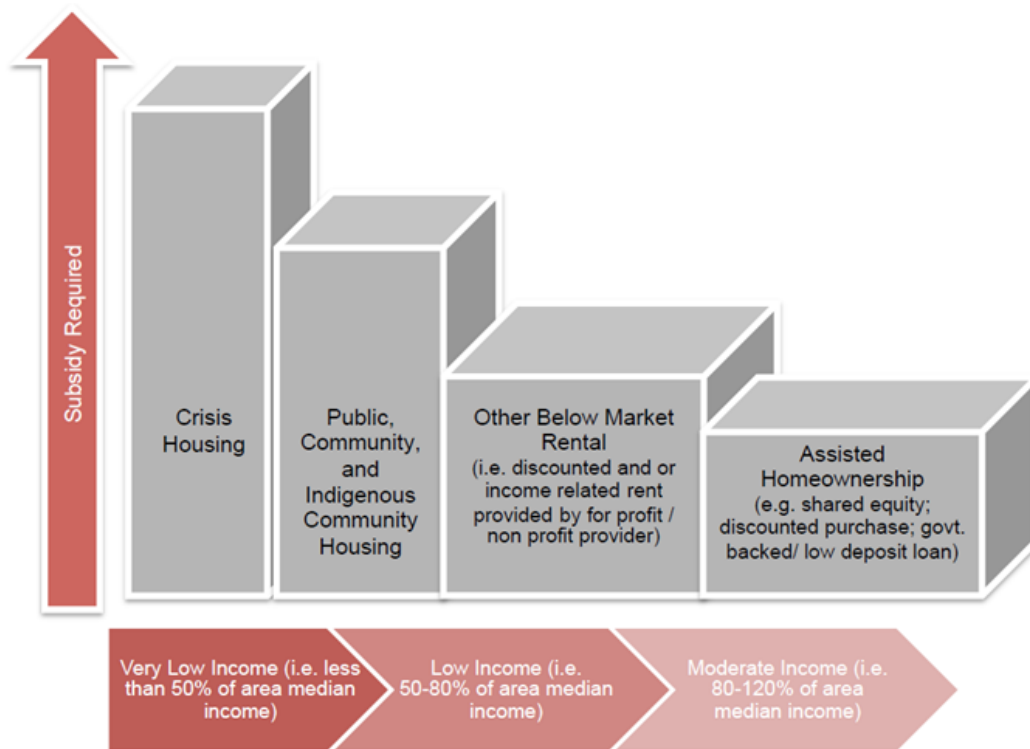 Subsidy Required
Crisis
Housing
Public,
Community,
and
Indigenous
Community
Housing
Other Below Market
Rental
(i.e. discounted and or
income related rent
provided by for profit /
non profit provider)
Assisted
Homeownership
(e.g. shared equity;
discounted purchase; govt.
backed/ low deposit loan)
Very Low Income (i.e. less
than 50% of area median
income)
Low Income (i.e.
50-80% of area median
income)
Moderate Income (i.e.
80-120% of area
median income)